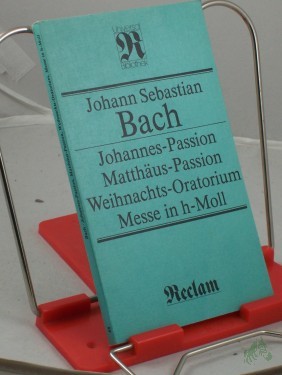 Universal
R
Bibliothek
Johann Sebastian
Bach
Johannes-Passion
Matthäus-Passion
Weihnachts-Oratorium
Messe in h-Moll
Reclam